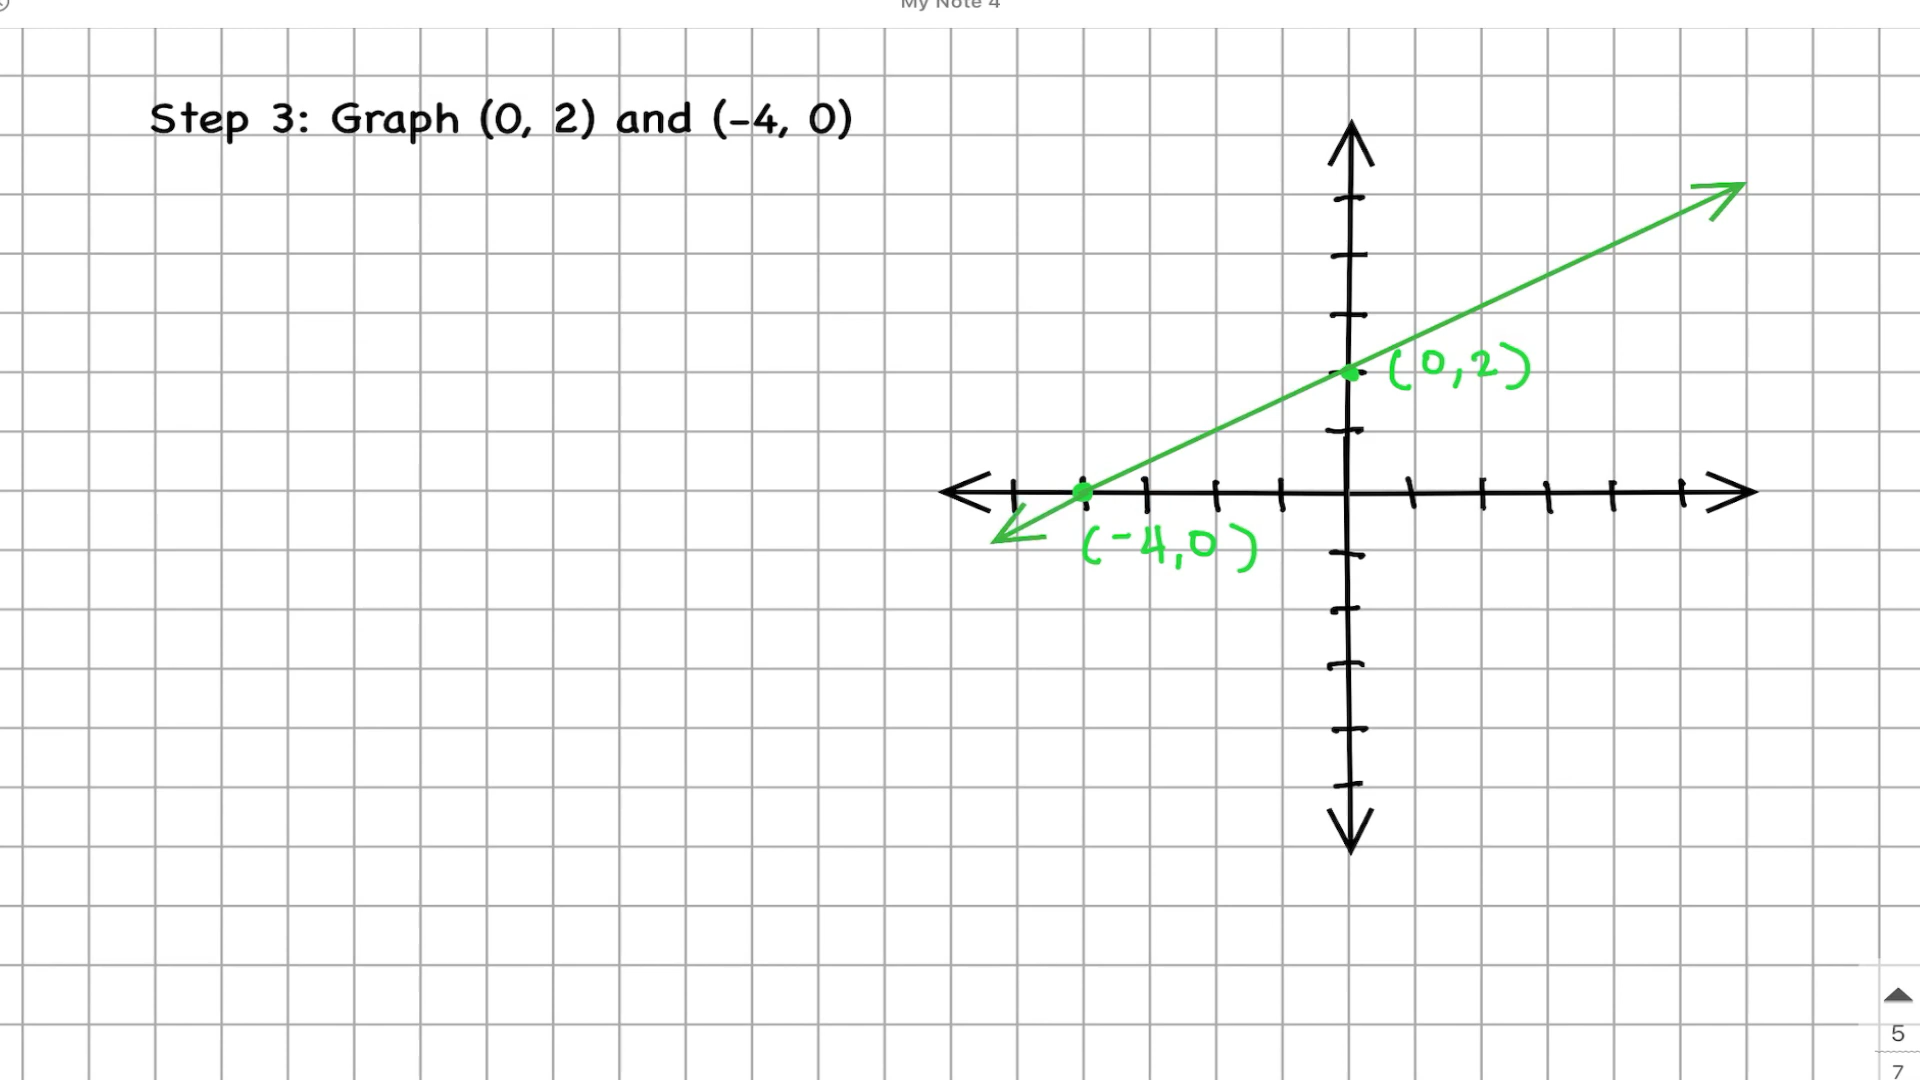 My Note 4
Step 3: Graph (0, 2) and (-4, 0)
(0,2)
(-4,0)
5
7